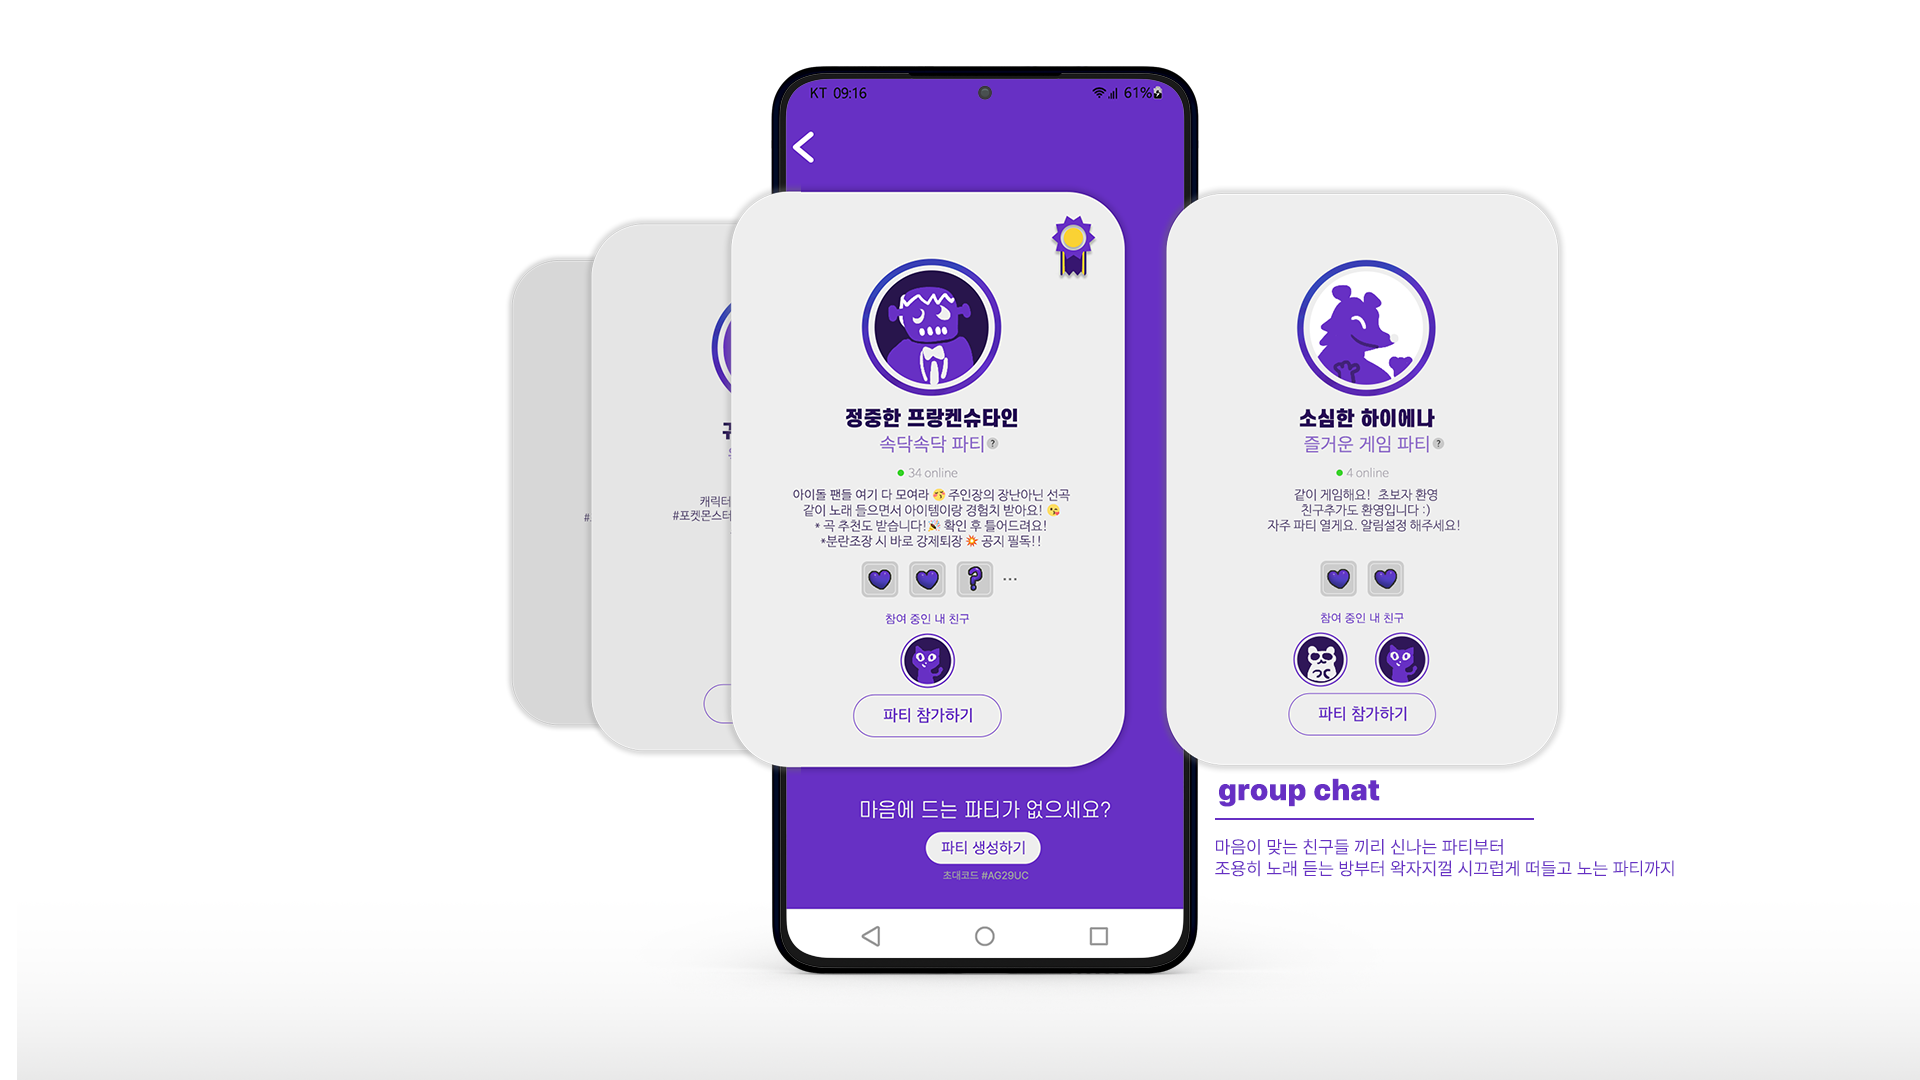 KT 09:16
61%
정중한 프랑켄슈타인
속닥속닥 파티?
34 online
아이돌 팬들 여기 다 모여라 🥳 주인장의 장난아닌 선곡
같이 노래 들으면서 아이템이랑 경험치 받아요! 😘
* 곡 추천도 받습니다!🎉 확인 후 틀어드려요!
*분란조장 시 바로 강제퇴장 💥 공지 필독!!
?
...
참여 중인 내 친구
파티 참가하기
소심한 하이에나
즐거운 게임 파티?
4 online
같이 게임해요! 초보자 환영
친구추가도 환영입니다 :)
자주 파티 열게요. 알림설정 해주세요!
참여 중인 내 친구
파티 참가하기
캐릭터
#포켓몬스터
마음에 드는 파티가 없으세요?
파티 생성하기
초대코드 #AG29UC
group chat
마음이 맞는 친구들 끼리 신나는 파티부터
조용히 노래 듣는 방부터 왁자지껄 시끄럽게 떠들고 노는 파티까지